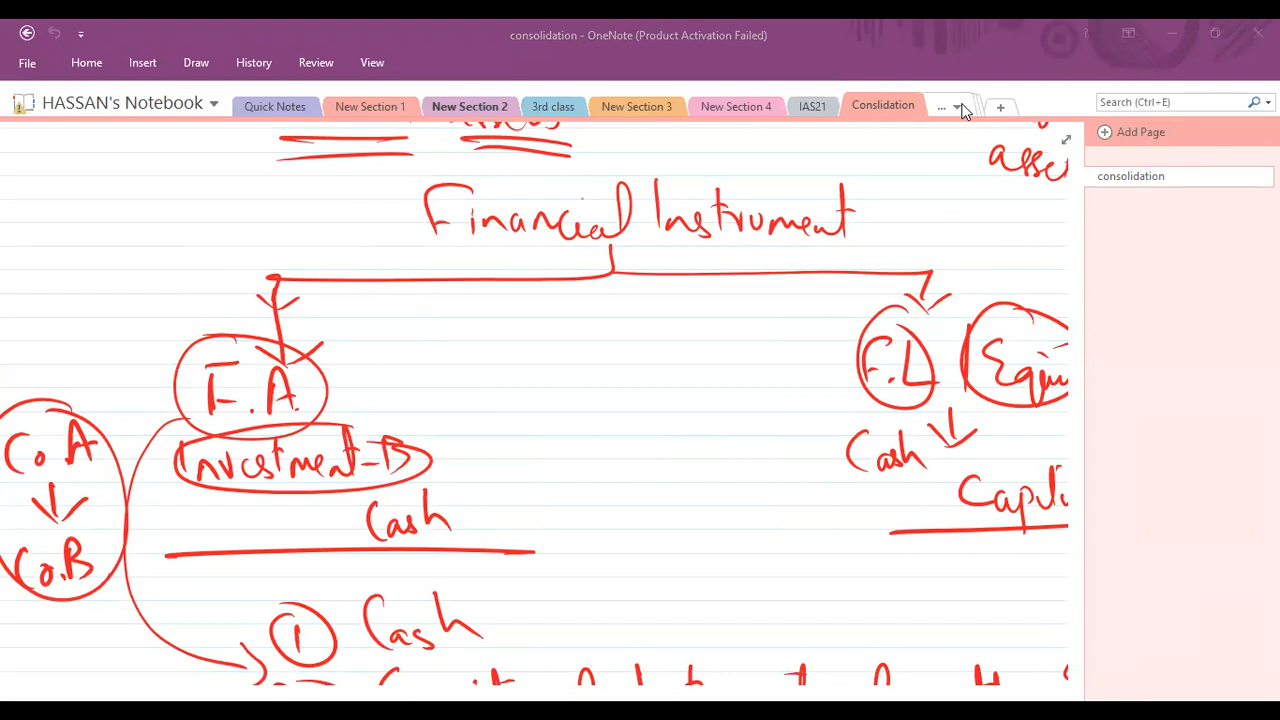 consolidation - OneNote (Product Activation Failed)
File Home Insert Draw History Review View
HASSAN's Notebook Quick Notes New Section 1 New Section 2 3rd class New Section 3 New Section 4 IAS21 Conslidation ... + Search (Ctrl+E)
Add Page
consolidation
Financial Instrument
F.A.
F.L
Co.A
Investment-B
Cash
Cash
Co.B
1 Cash